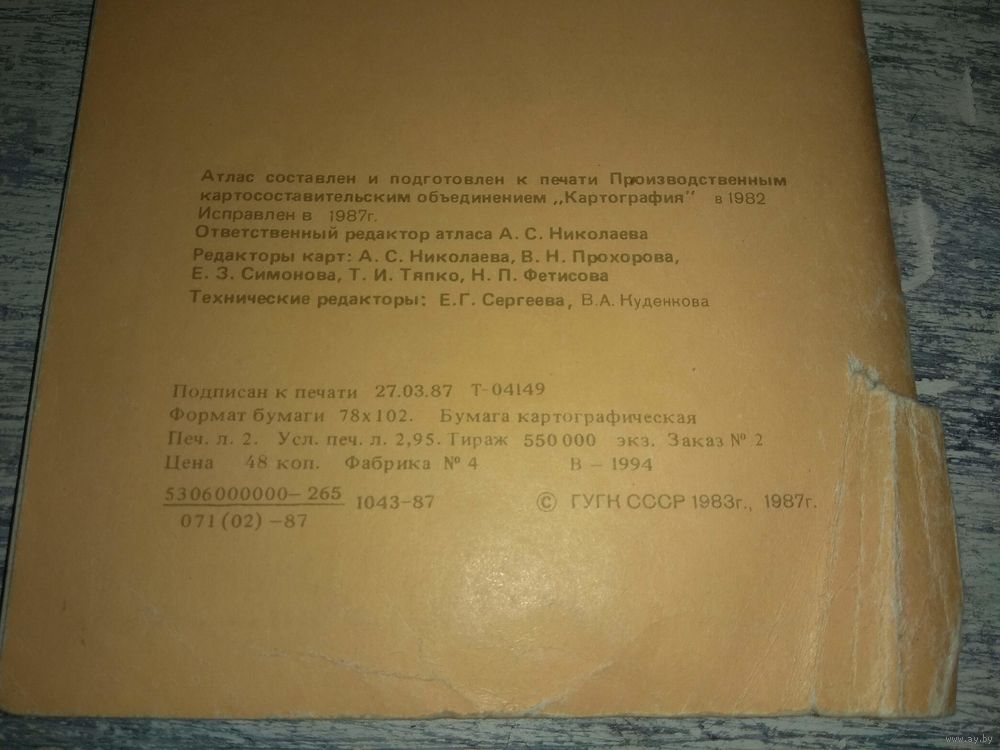 Атлас составлен и подготовлен к печати Производственным
картосоставительским объединением „Картография" в 1982
Исправлен в 1987г.
Ответственный редактор атласа А. С. Николаева
Редакторы карт: А. С. Николаева, В. Н. Прохорова,
Е. З. Симонова, Т. И. Тяпко, Н. П. Фетисова
Технические редакторы: Е.Г. Сергеева, В.А. Куденкова
Подписан к печати 27.03.87 Т-04149
Формат бумаги 78х102. Бумага картографическая
Печ. л. 2. Усл. печ. л. 2,95. Тираж 550 000 экз. Заказ № 2
Цена 48 коп. Фабрика № 4 В – 1994
5306000000–265
071(02)–87
1043–87
© ГУГК СССР 1983г., 1987г.
www.ay.by